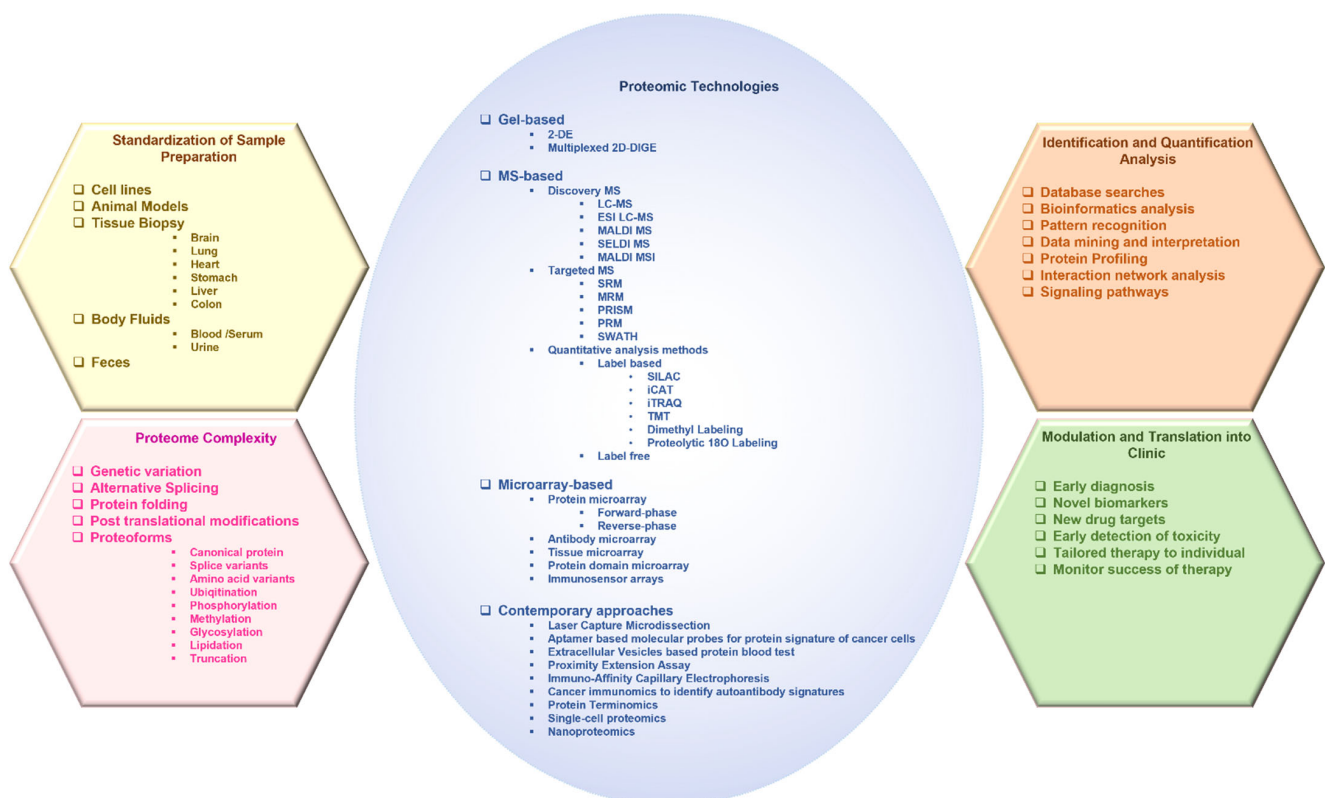 Standardization of Sample
Preparation
Cell lines
Animal Models
Tissue Biopsy
Brain
Lung
Heart
Stomach
Liver
Colon
Body Fluids
Blood /Serum
Urine
Feces
Proteome Complexity
Genetic variation
Alternative Splicing
Protein folding
Post translational modifications
Proteoforms
Canonical protein
Splice variants
Amino acid variants
Ubiqitination
Phosphorylation
Methylation
Glycosylation
Lipidation
Truncation
Proteomic Technologies
Gel-based
2-DE
Multiplexed 2D-DIGE
MS-based
Discovery MS
LC-MS
ESI LC-MS
MALDI MS
SELDI MS
MALDI MSI
Targeted MS
SRM
MRM
PRISM
PRM
SWATH
Quantitative analysis methods
Label based
SILAC
iCAT
iTRAQ
TMT
Dimethyl Labeling
Proteolytic 18O Labeling
Label free
Microarray-based
Protein microarray
Forward-phase
Reverse-phase
Antibody microarray
Tissue microarray
Protein domain microarray
Immunosensor arrays
Contemporary approaches
Laser Capture Microdissection
Aptamer based molecular probes for protein signature of cancer cells
Extracellular Vesicles based protein blood test
Proximity Extension Assay
Immuno-Affinity Capillary Electrophoresis
Cancer immunomics to identify autoantibody signatures
Protein Terminomics
Single-cell proteomics
Nanoproteomics
Identification and Quantification
Analysis
Database searches
Bioinformatics analysis
Pattern recognition
Data mining and interpretation
Protein Profiling
Interaction network analysis
Signaling pathways
Modulation and Translation into
Clinic
Early diagnosis
Novel biomarkers
New drug targets
Early detection of toxicity
Tailored therapy to individual
Monitor success of therapy